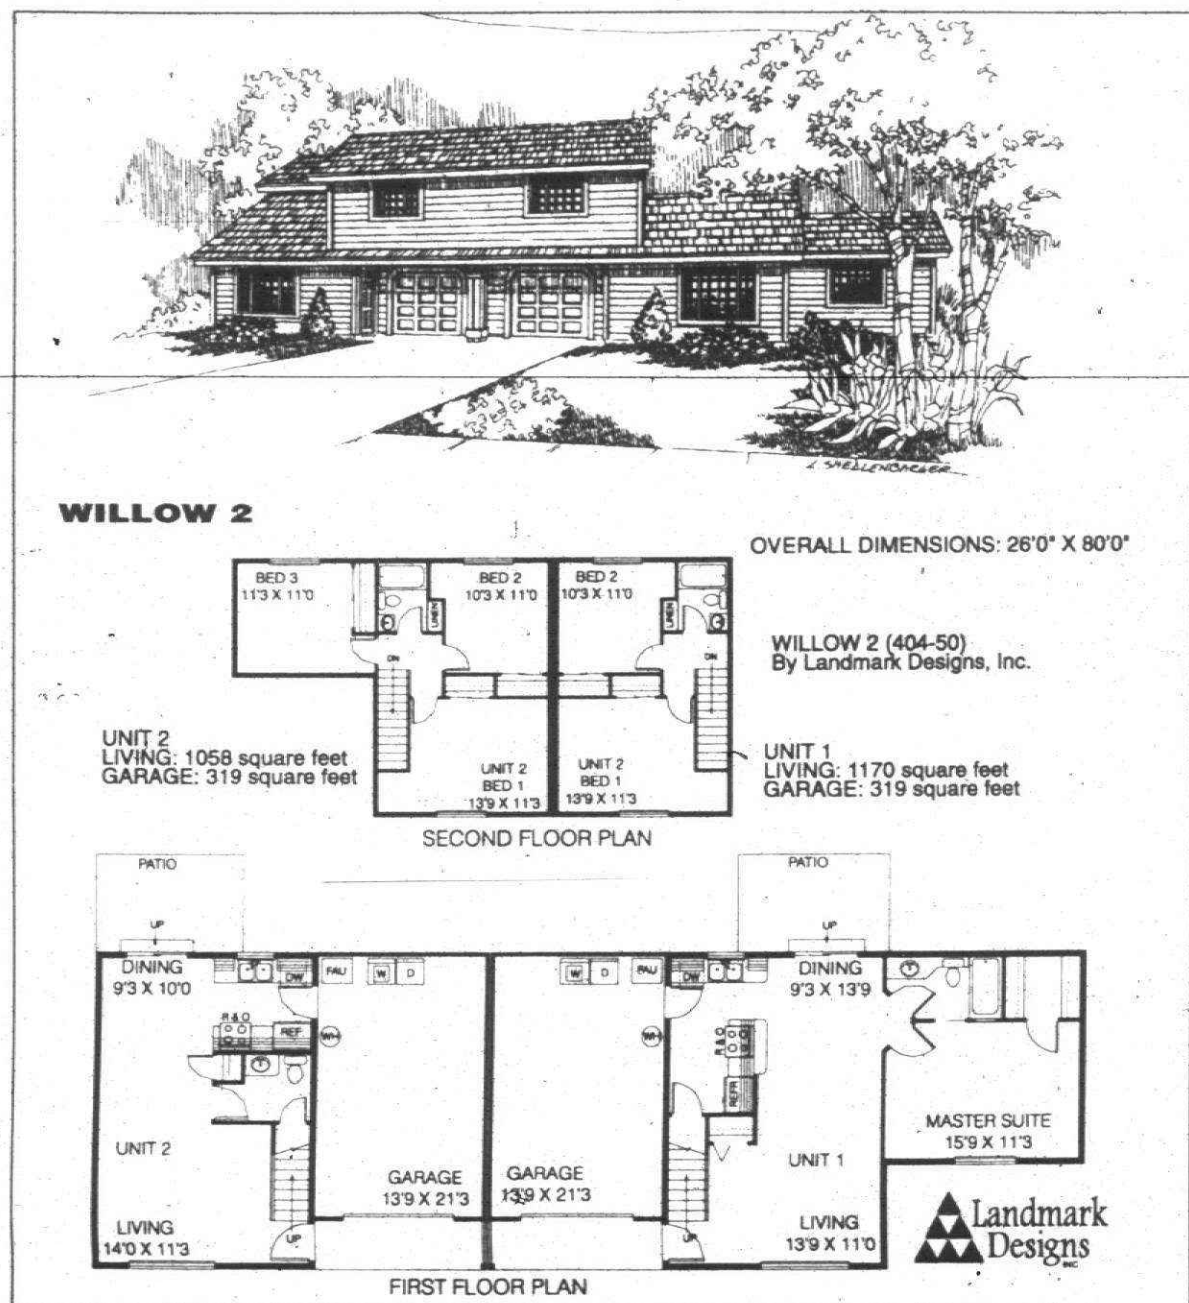 L SHELLENBARGER
WILLOW 2
OVERALL DIMENSIONS: 26'0" X 80'0"
BED 3
11'3 X 11'0
LINEN
BED 2
10'3 X 11'0
BED 2
10'3 X 11'0
LINEN
DN
DN
WILLOW 2 (404-50)
By Landmark Designs, Inc.
UNIT 2
LIVING: 1058 square feet
GARAGE: 319 square feet
UNIT 2
BED 1
13'9 X 11'3
UNIT 2
BED 1
13'9 X 11'3
UNIT 1
LIVING: 1170 square feet
GARAGE: 319 square feet
SECOND FLOOR PLAN
PATIO
UP
PATIO
UP
DINING
9'3 X 10'0
DW
FAU
W
D
W
D
FAU
DW
DINING
9'3 X 13'9
R & O
REF
WH
WH
R & O
REFR
MASTER SUITE
15'9 X 11'3
UNIT 2
UNIT 1
GARAGE
13'9 X 21'3
GARAGE
13'9 X 21'3
LIVING
14'0 X 11'3
UP
UP
LIVING
13'9 X 11'0
Landmark
Designs
INC
FIRST FLOOR PLAN